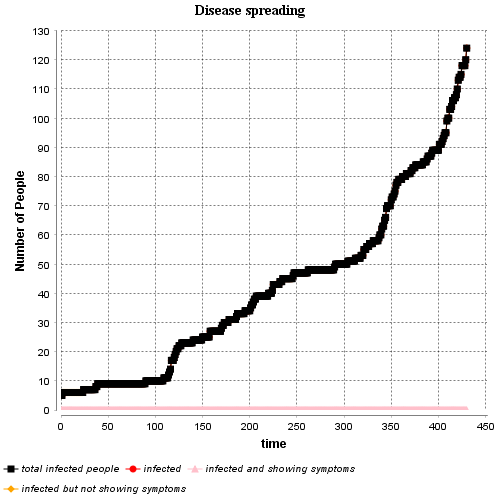 Disease spreading
130
120
110
100
90
80
70
60
50
40
30
20
10
0
Number of People
0 50 100 150 200 250 300 350 400 450
time
total infected people infected infected and showing symptoms
infected but not showing symptoms